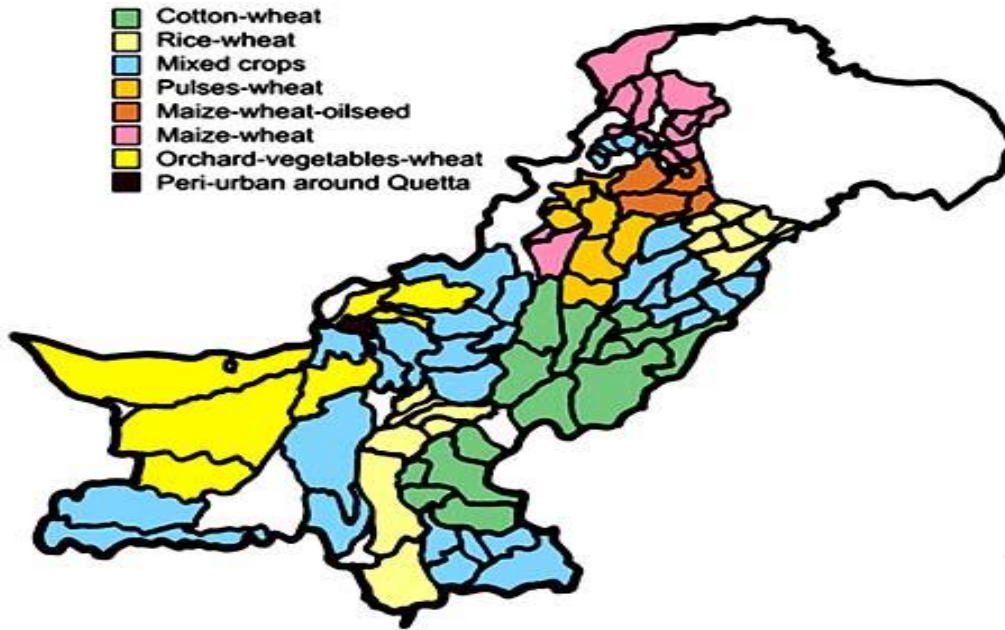 Cotton-wheat
Rice-wheat
Mixed crops
Pulses-wheat
Maize-wheat-oilseed
Maize-wheat
Orchard-vegetables-wheat
Peri-urban around Quetta